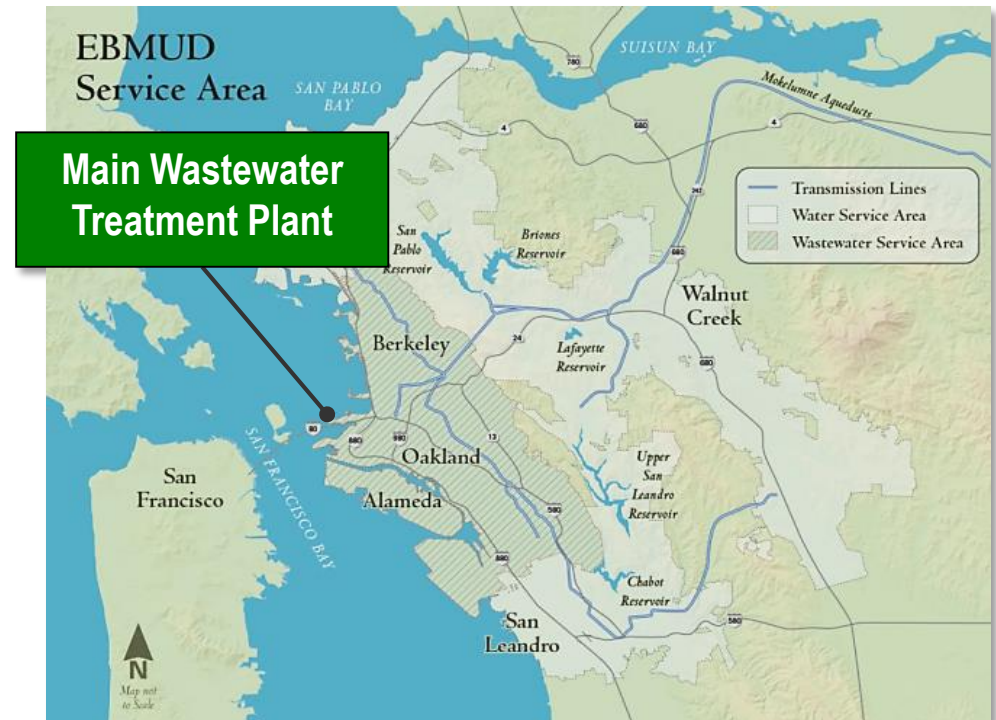 EBMUD
Service Area
SUISUN BAY
SAN PABLO
BAY
780
680
4
4
Mokelumne Aqueducts
242
Main Wastewater
Treatment Plant
Transmission Lines
Water Service Area
Wastewater Service Area
San
Pablo
Reservoir
Briones
Reservoir
680
Walnut
Creek
Berkeley
24
Lafayette
Reservoir
680
80
880
980
13
Oakland
SAN FRANCISCO BAY
San
Francisco
Alameda
Upper
San
Leandro
Reservoir
580
880
Chabot
Reservoir
San
Leandro
580
N
Map not
to Scale